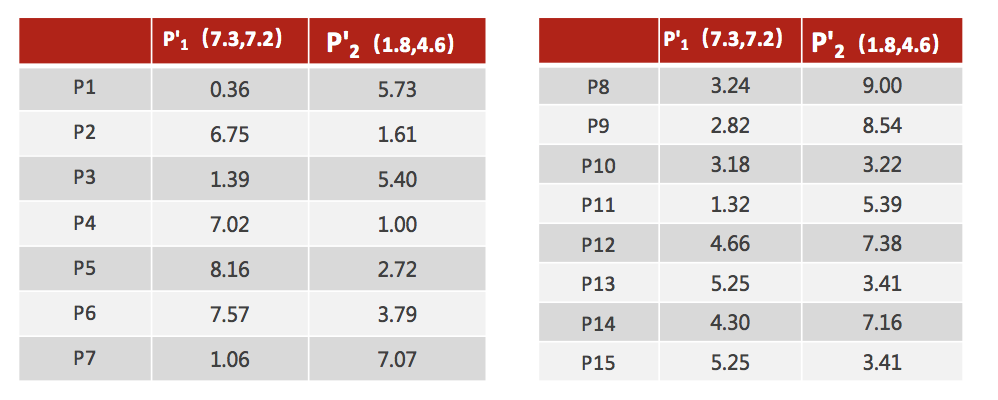 P'1（7.3,7.2） P'2（1.8,4.6）
P1 0.36 5.73
P2 6.75 1.61
P3 1.39 5.40
P4 7.02 1.00
P5 8.16 2.72
P6 7.57 3.79
P7 1.06 7.07
P'1（7.3,7.2） P'2（1.8,4.6）
P8 3.24 9.00
P9 2.82 8.54
P10 3.18 3.22
P11 1.32 5.39
P12 4.66 7.38
P13 5.25 3.41
P14 4.30 7.16
P15 5.25 3.41